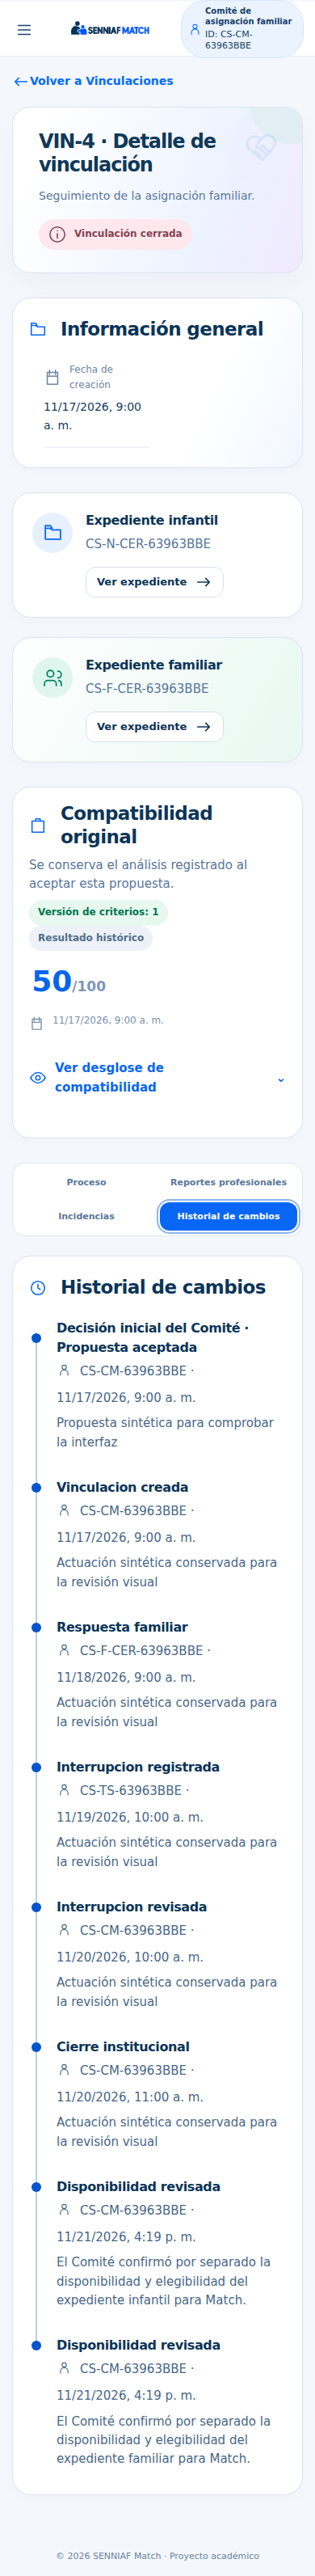 SENNIAF MATCH
Comité de
asignación familiar
ID: CS-CM-
63963BBE
Volver a Vinculaciones
VIN-4 · Detalle de
vinculación
Seguimiento de la asignación familiar.
Vinculación cerrada
Información general
Fecha de
creación
11/17/2026, 9:00
a. m.
Expediente infantil
CS-N-CER-63963BBE
Ver expediente
Expediente familiar
CS-F-CER-63963BBE
Ver expediente
Compatibilidad
original
Se conserva el análisis registrado al
aceptar esta propuesta.
Versión de criterios: 1
Resultado histórico
50/100
11/17/2026, 9:00 a. m.
Ver desglose de
compatibilidad
Proceso
Reportes profesionales
Incidencias
Historial de cambios
Historial de cambios
Decisión inicial del Comité ·
Propuesta aceptada
CS-CM-63963BBE ·
11/17/2026, 9:00 a. m.
Propuesta sintética para comprobar
la interfaz
Vinculacion creada
CS-CM-63963BBE ·
11/17/2026, 9:00 a. m.
Actuación sintética conservada para
la revisión visual
Respuesta familiar
CS-F-CER-63963BBE ·
11/18/2026, 9:00 a. m.
Actuación sintética conservada para
la revisión visual
Interrupcion registrada
CS-TS-63963BBE ·
11/19/2026, 10:00 a. m.
Actuación sintética conservada para
la revisión visual
Interrupcion revisada
CS-CM-63963BBE ·
11/20/2026, 10:00 a. m.
Actuación sintética conservada para
la revisión visual
Cierre institucional
CS-CM-63963BBE ·
11/20/2026, 11:00 a. m.
Actuación sintética conservada para
la revisión visual
Disponibilidad revisada
CS-CM-63963BBE ·
11/21/2026, 4:19 p. m.
El Comité confirmó por separado la
disponibilidad y elegibilidad del
expediente infantil para Match.
Disponibilidad revisada
CS-CM-63963BBE ·
11/21/2026, 4:19 p. m.
El Comité confirmó por separado la
disponibilidad y elegibilidad del
expediente familiar para Match.
© 2026 SENNIAF Match · Proyecto académico